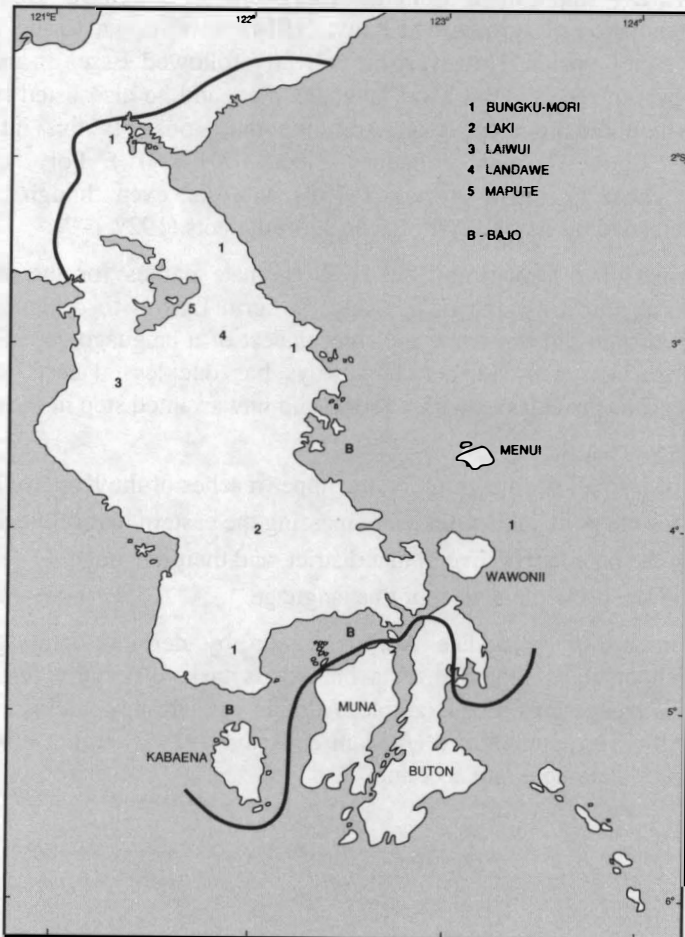 121°E
122°
123°
124°
1 BUNGKU-MORI
2 LAKI
3 LAIWUI
4 LANDAWE
5 MAPUTE
B - BAJO
1
2°S
1
5
4
1
3°
3
B
MENUI
2
1
4°
WAWONII
B
1
B
MUNA
5°
KABAENA
BUTON
6°